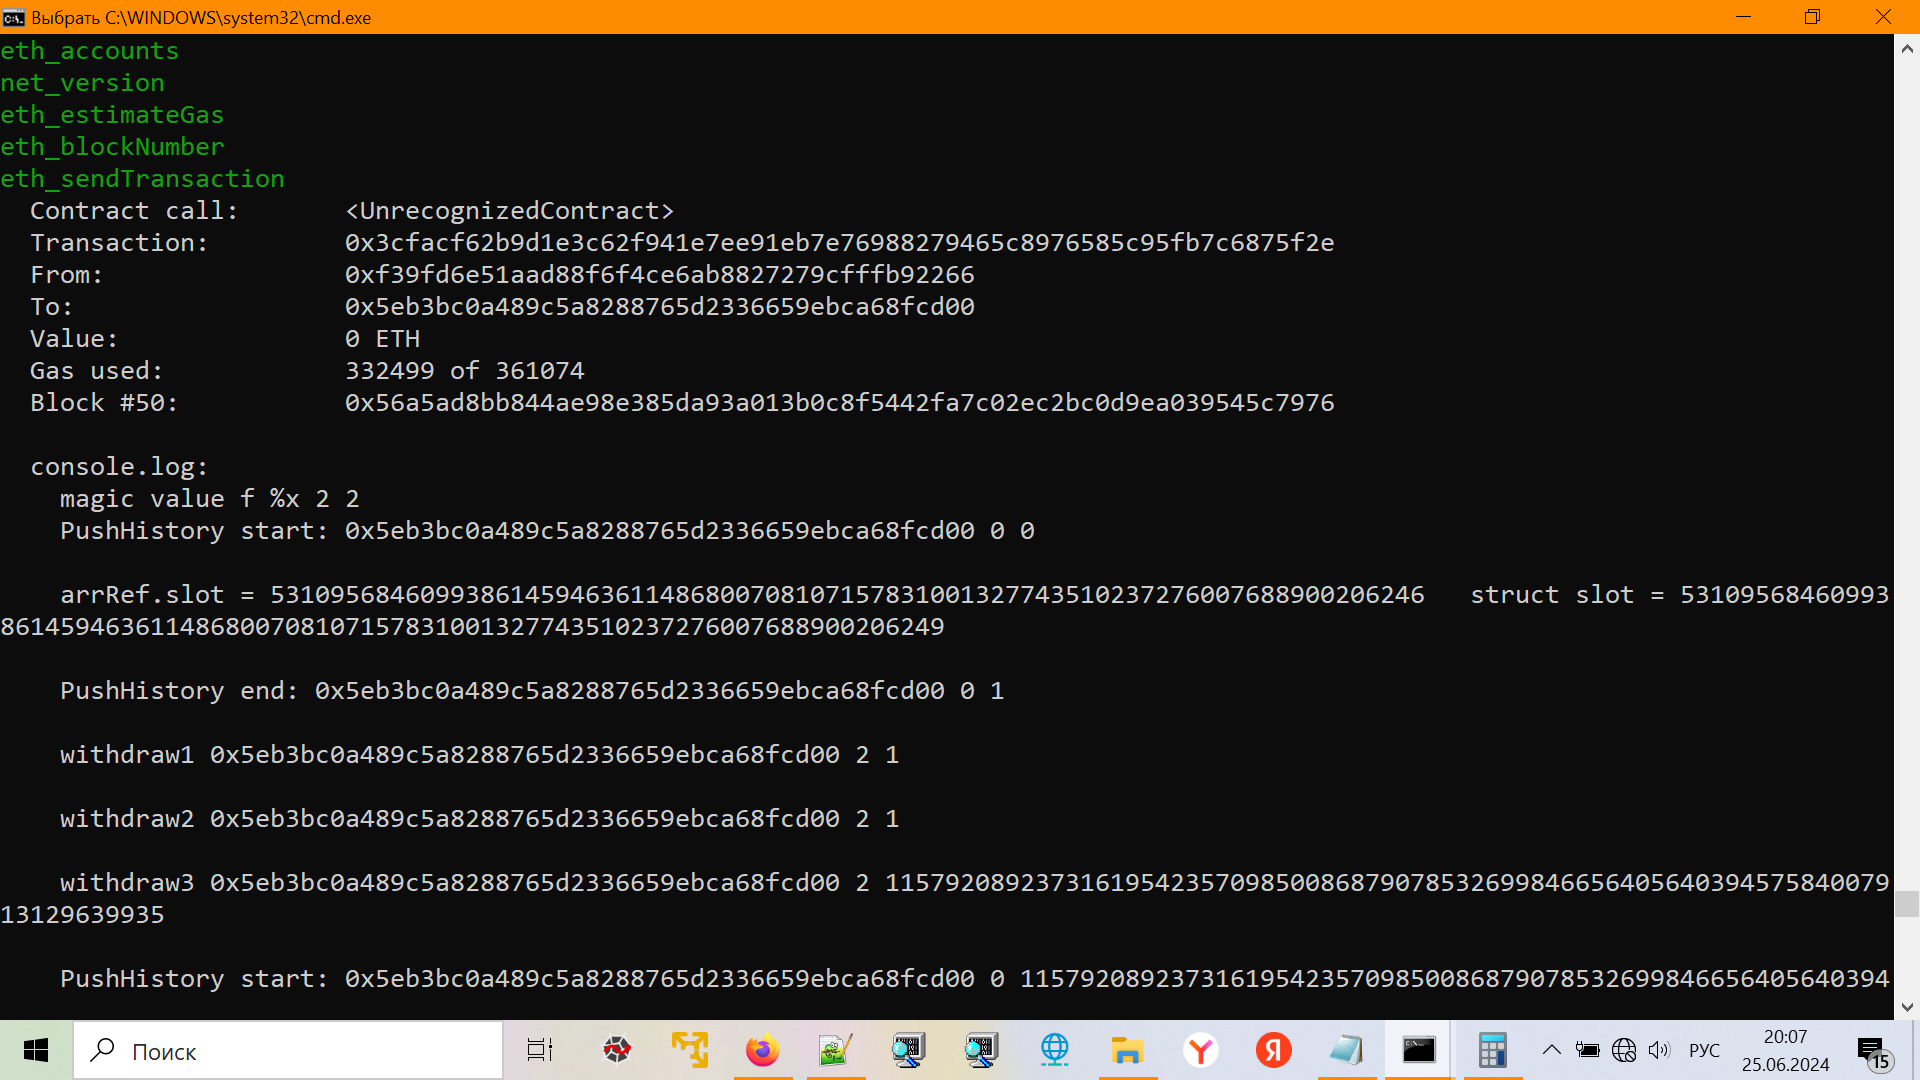 Выбрать C:\WINDOWS\system32\cmd.exe
eth_accounts
net_version
eth_estimateGas
eth_blockNumber
eth_sendTransaction
Contract call: <UnrecognizedContract>
Transaction: 0x3cfacf62b9d1e3c62f941e7ee91eb7e76988279465c8976585c95fb7c6875f2e
From: 0xf39fd6e51aad88f6f4ce6ab8827279cfffb92266
To: 0x5eb3bc0a489c5a8288765d2336659ebca68fcd00
Value: 0 ETH
Gas used: 332499 of 361074
Block #50: 0x56a5ad8bb844ae98e385da93a013b0c8f5442fa7c02ec2bc0d9ea039545c7976
console.log:
magic value f %x 2 2
PushHistory start: 0x5eb3bc0a489c5a8288765d2336659ebca68fcd00 0 0
arrRef.slot = 53109568460993861459463611486800708107157831001327743510237276007688900206246 struct slot = 53109568460993
861459463611486800708107157831001327743510237276007688900206249
PushHistory end: 0x5eb3bc0a489c5a8288765d2336659ebca68fcd00 0 1
withdraw1 0x5eb3bc0a489c5a8288765d2336659ebca68fcd00 2 1
withdraw2 0x5eb3bc0a489c5a8288765d2336659ebca68fcd00 2 1
withdraw3 0x5eb3bc0a489c5a8288765d2336659ebca68fcd00 2 1157920892373161954235709850086879078532699846656405640394575840079
13129639935
PushHistory start: 0x5eb3bc0a489c5a8288765d2336659ebca68fcd00 0 1157920892373161954235709850086879078532699846656405640394
Поиск
РУС
20:07
25.06.2024
15